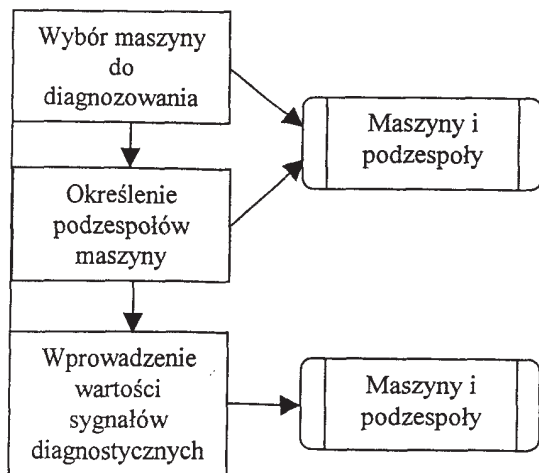 Wybór maszyny
do
diagnozowania
Maszyny i
podzespoły
Określenie
podzespołów
maszyny
Wprowadzenie
wartości
sygnałów
diagnostycznych
Maszyny i
podzespoły